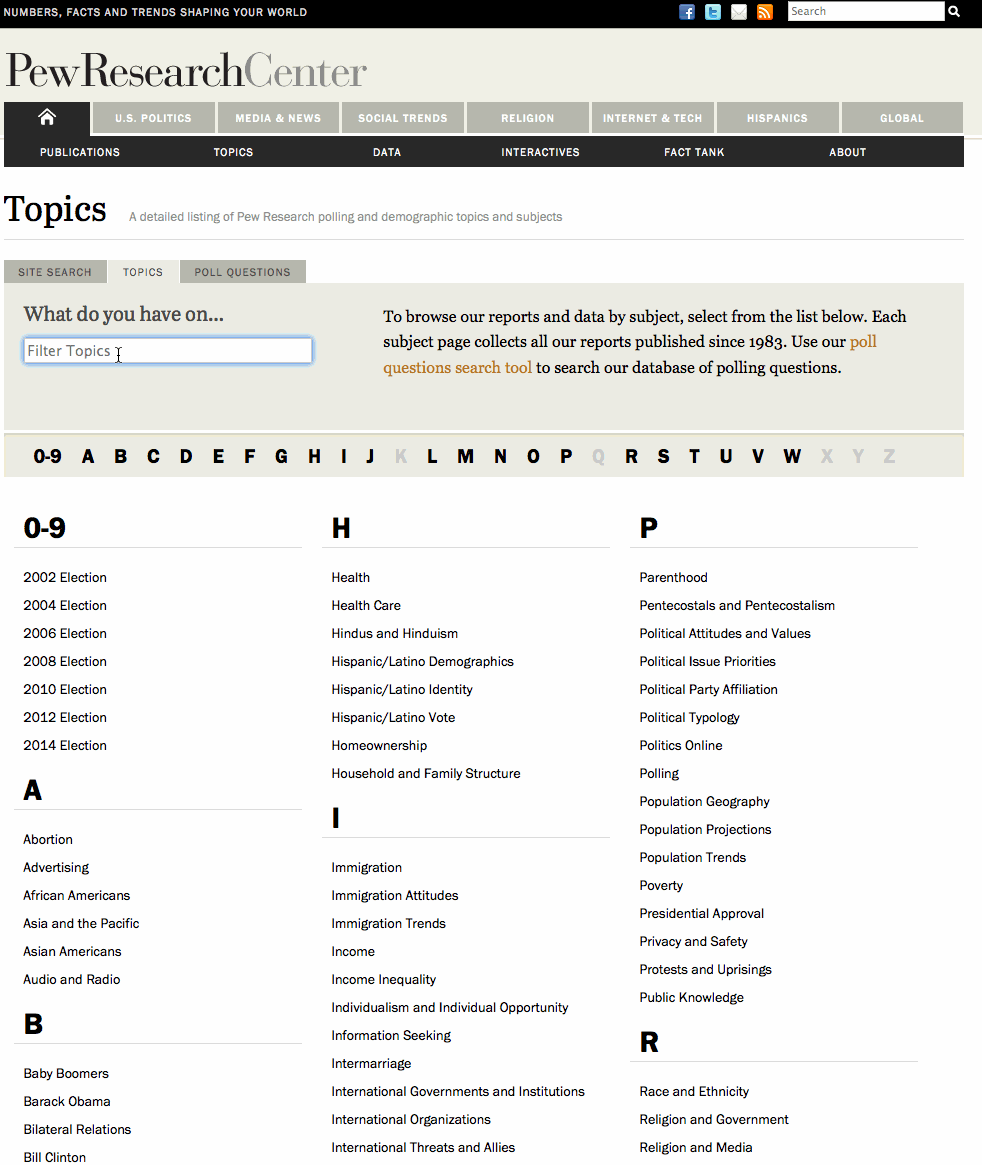 NUMBERS, FACTS AND TRENDS SHAPING YOUR WORLD
Search
PewResearchCenter
U.S. POLITICS
MEDIA & NEWS
SOCIAL TRENDS
RELIGION
INTERNET & TECH
HISPANICS
GLOBAL
PUBLICATIONS
TOPICS
DATA
INTERACTIVES
FACT TANK
ABOUT
Topics
A detailed listing of Pew Research polling and demographic topics and subjects
SITE SEARCH
TOPICS
POLL QUESTIONS
What do you have on...
Filter Topics
To browse our reports and data by subject, select from the list below. Each
subject page collects all our reports published since 1983. Use our poll
questions search tool to search our database of polling questions.
0-9 A B C D E F G H I J K L M N O P Q R S T U V W X Y Z
0-9
2002 Election
2004 Election
2006 Election
2008 Election
2010 Election
2012 Election
2014 Election
A
Abortion
Advertising
African Americans
Asia and the Pacific
Asian Americans
Audio and Radio
B
Baby Boomers
Barack Obama
Bilateral Relations
Bill Clinton
H
Health
Health Care
Hindus and Hinduism
Hispanic/Latino Demographics
Hispanic/Latino Identity
Hispanic/Latino Vote
Homeownership
Household and Family Structure
I
Immigration
Immigration Attitudes
Immigration Trends
Income
Income Inequality
Individualism and Individual Opportunity
Information Seeking
Intermarriage
International Governments and Institutions
International Organizations
International Threats and Allies
P
Parenthood
Pentecostals and Pentecostalism
Political Attitudes and Values
Political Issue Priorities
Political Party Affiliation
Political Typology
Politics Online
Polling
Population Geography
Population Projections
Population Trends
Poverty
Presidential Approval
Privacy and Safety
Protests and Uprisings
Public Knowledge
R
Race and Ethnicity
Religion and Government
Religion and Media